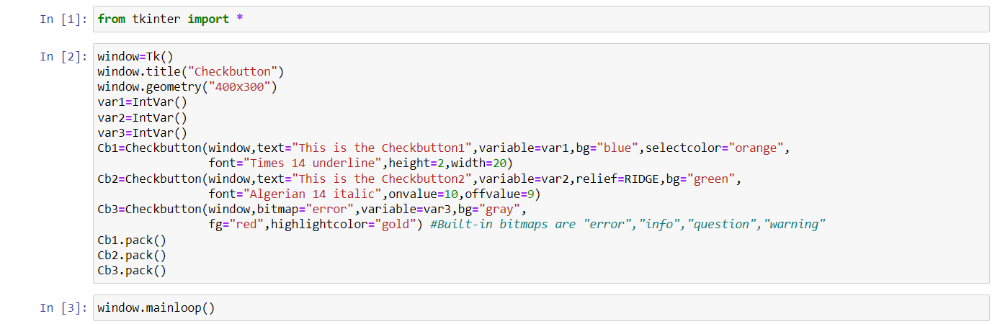 In [1]: from tkinter import *
In [2]: window=Tk()
window.title("Checkbutton")
window.geometry("400x300")
var1=IntVar()
var2=IntVar()
var3=IntVar()
Cb1=Checkbutton(window,text="This is the Checkbutton1",variable=var1,bg="blue",selectcolor="orange",
                font="Times 14 underline",height=2,width=20)
Cb2=Checkbutton(window,text="This is the Checkbutton2",variable=var2,relief=RIDGE,bg="green",
                font="Algerian 14 italic",onvalue=10,offvalue=9)
Cb3=Checkbutton(window,bitmap="error",variable=var3,bg="gray",
                fg="red",highlightcolor="gold") #Built-in bitmaps are "error","info","question","warning"
Cb1.pack()
Cb2.pack()
Cb3.pack()
In [3]: window.mainloop()